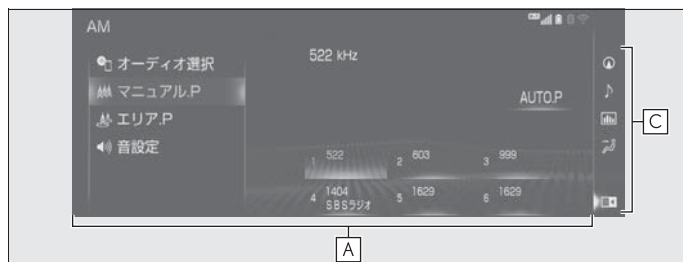 AM
オーディオ選択
マニュアル.P
エリア.P
音設定
522 kHz
AUTO.P
1 522
2 603
3 999
4 1404
SBSラジオ
5 1629
6 1629
C
A